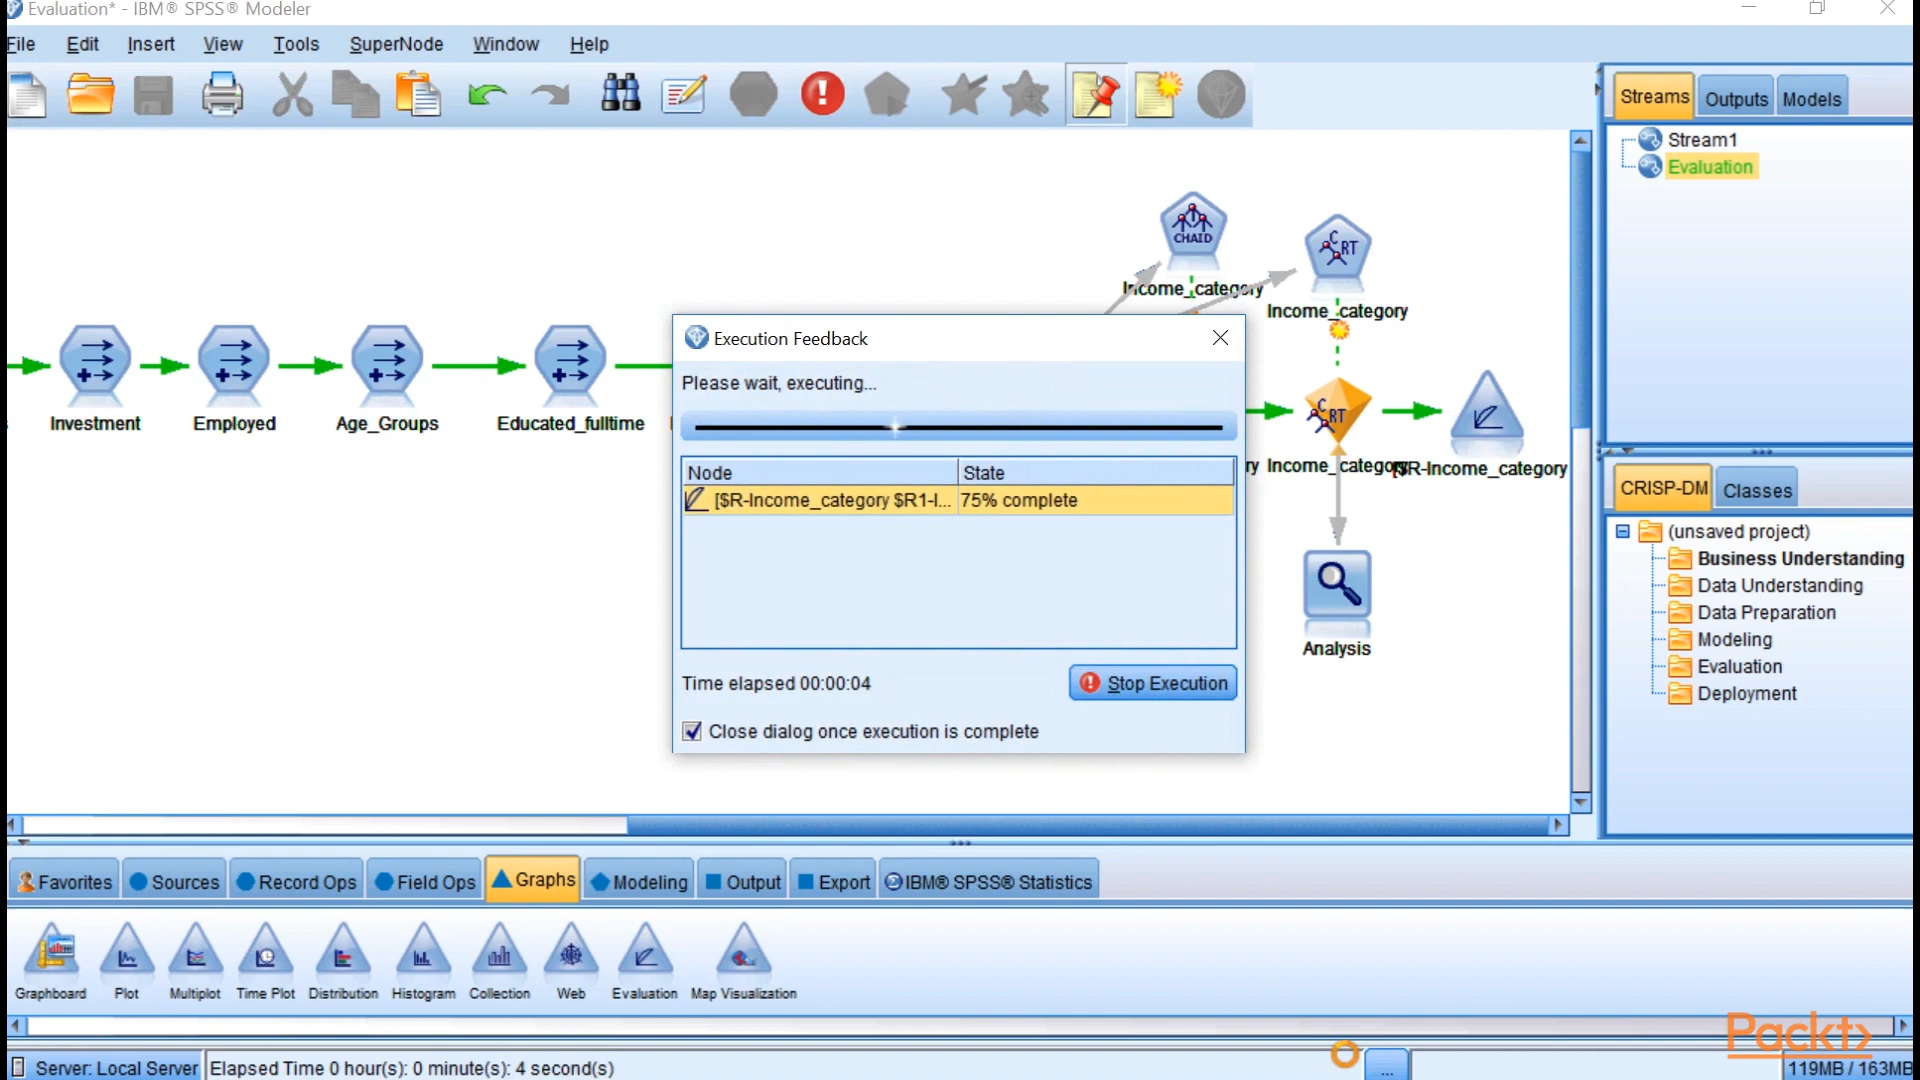 Evaluation* - IBM® SPSS® Modeler
File Edit Insert View Tools SuperNode Window Help
Streams Outputs Models
Stream1
Evaluation
CHAID
Income_category
C RT
Income_category
Investment
Employed
Age_Groups
Educated_fulltime
ry
C RT
Income_category
[$R-Income_category
Analysis
Execution Feedback
Please wait, executing...
Node State
[$R-Income_category $R1-I... 75% complete
Time elapsed 00:00:04
Stop Execution
Close dialog once execution is complete
CRISP-DM Classes
(unsaved project)
Business Understanding
Data Understanding
Data Preparation
Modeling
Evaluation
Deployment
Favorites Sources Record Ops Field Ops Graphs Modeling Output Export IBM® SPSS® Statistics
Graphboard Plot Multiplot Time Plot Distribution Histogram Collection Web Evaluation Map Visualization
Packt>
Server: Local Server Elapsed Time 0 hour(s): 0 minute(s): 4 second(s) ... 119MB / 163MB